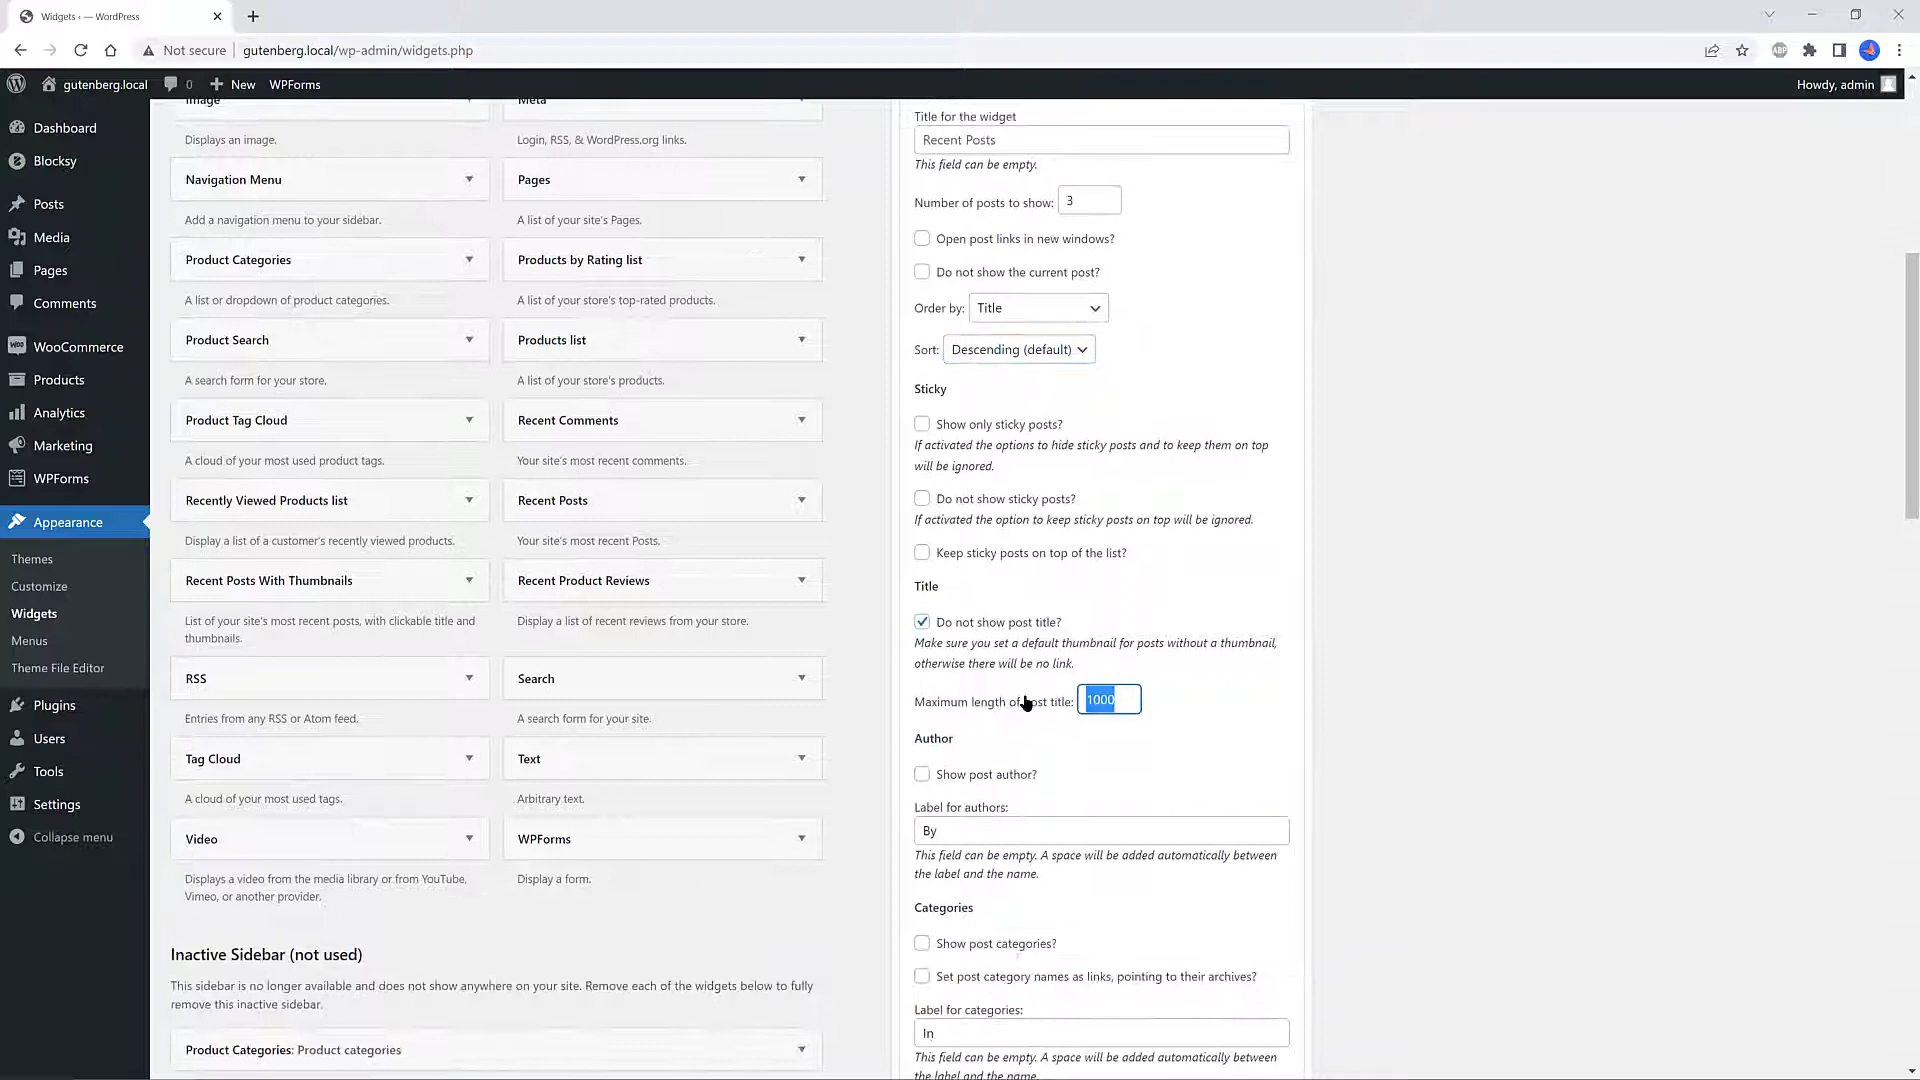 Widgets ‹ — WordPress
Not secure gutenberg.local/wp-admin/widgets.php
ABP
gutenberg.local 0 New WPForms Howdy, admin
Dashboard
Blocksy
Posts
Media
Pages
Comments
WooCommerce
Products
Analytics
Marketing
WPForms
Appearance
Themes
Customize
Widgets
Menus
Theme File Editor
Plugins
Users
Tools
Settings
Collapse menu
Image
Displays an image.
Navigation Menu
Add a navigation menu to your sidebar.
Product Categories
A list or dropdown of product categories.
Product Search
A search form for your store.
Product Tag Cloud
A cloud of your most used product tags.
Recently Viewed Products list
Display a list of a customer's recently viewed products.
Recent Posts With Thumbnails
List of your site's most recent posts, with clickable title and
thumbnails.
RSS
Entries from any RSS or Atom feed.
Tag Cloud
A cloud of your most used tags.
Video
Displays a video from the media library or from YouTube,
Vimeo, or another provider.
Meta
Login, RSS, & WordPress.org links.
Pages
A list of your site's Pages.
Products by Rating list
A list of your store's top-rated products.
Products list
A list of your store's products.
Recent Comments
Your site's most recent comments.
Recent Posts
Your site's most recent Posts.
Recent Product Reviews
Display a list of recent reviews from your store.
Search
A search form for your site.
Text
Arbitrary text.
WPForms
Display a form.
Inactive Sidebar (not used)
This sidebar is no longer available and does not show anywhere on your site. Remove each of the widgets below to fully
remove this inactive sidebar.
Product Categories: Product categories
Title for the widget
Recent Posts
This field can be empty.
Number of posts to show: 3
Open post links in new windows?
Do not show the current post?
Order by: Title
Sort: Descending (default)
Sticky
Show only sticky posts?
If activated the options to hide sticky posts and to keep them on top
will be ignored.
Do not show sticky posts?
If activated the option to keep sticky posts on top will be ignored.
Keep sticky posts on top of the list?
Title
Do not show post title?
Make sure you set a default thumbnail for posts without a thumbnail,
otherwise there will be no link.
Maximum length of post title: 1000
Author
Show post author?
Label for authors:
By
This field can be empty. A space will be added automatically between
the label and the name.
Categories
Show post categories?
Set post category names as links, pointing to their archives?
Label for categories:
In
This field can be empty. A space will be added automatically between
the label and the name.